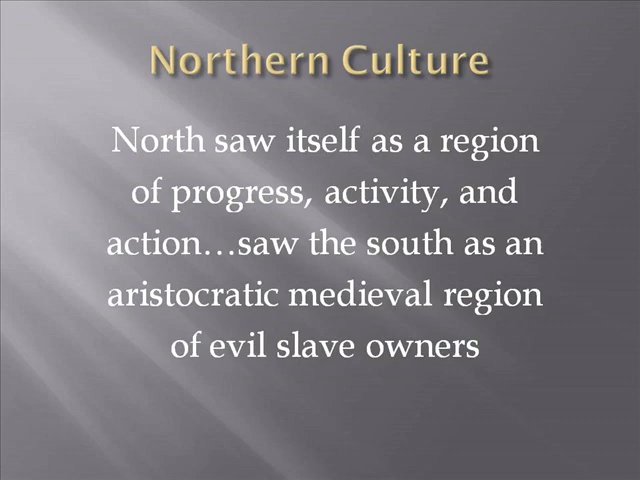 Northern Culture
North saw itself as a region
of progress, activity, and
action…saw the south as an
aristocratic medieval region
of evil slave owners